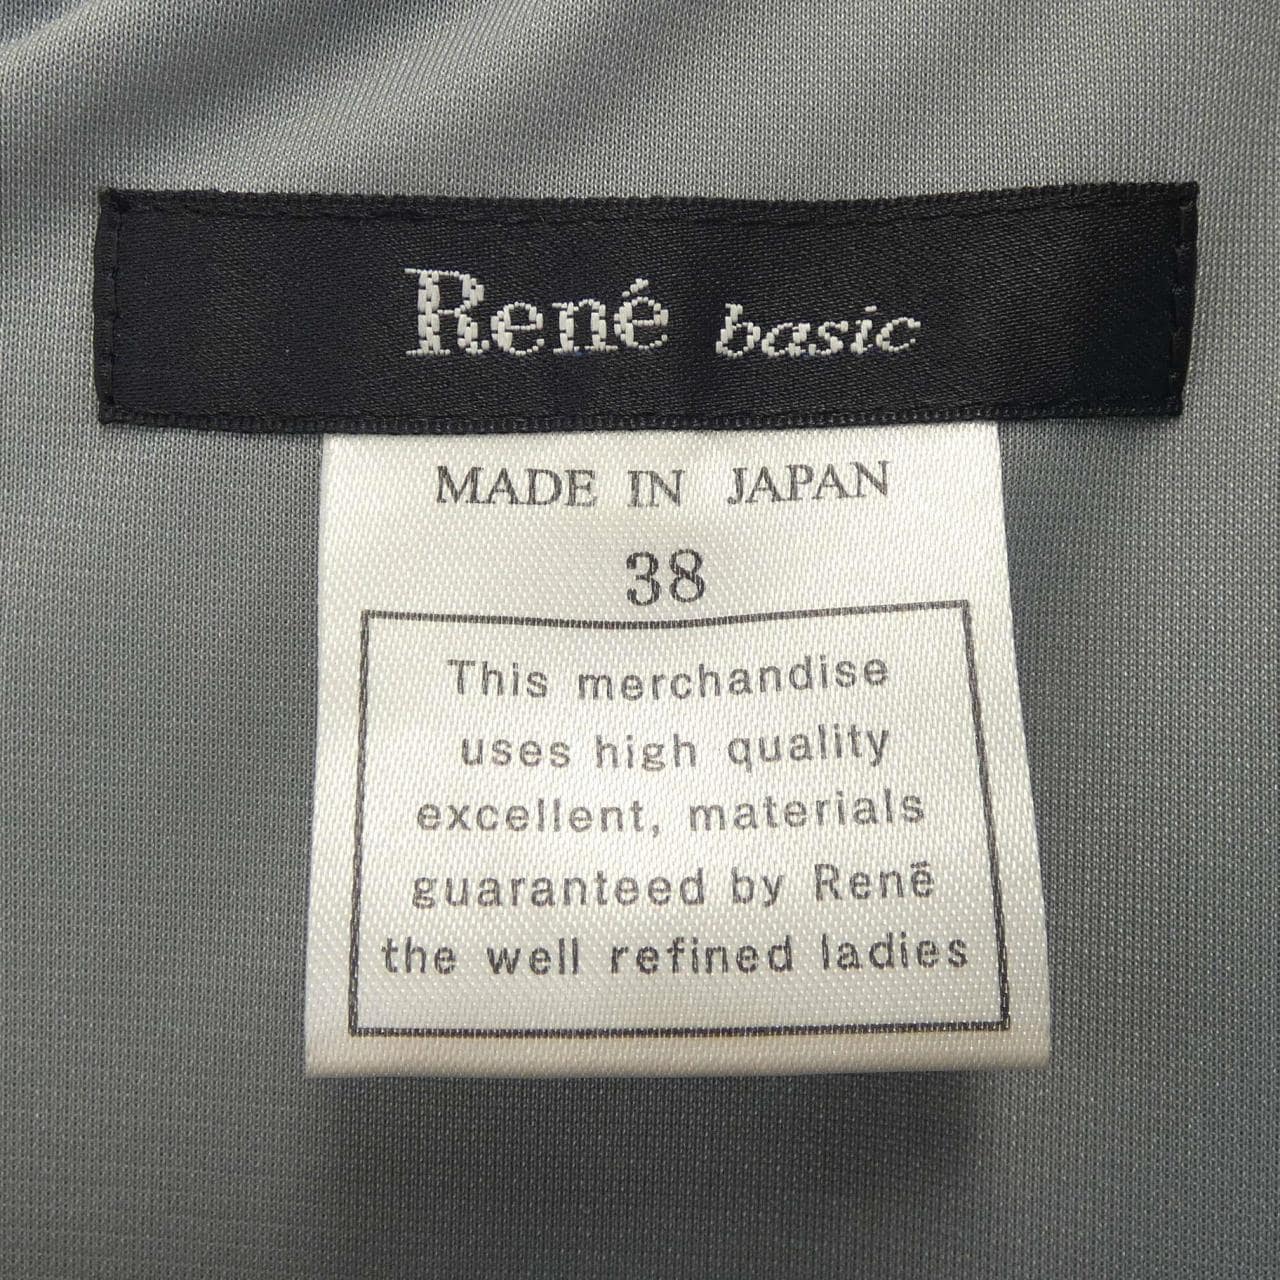 René basic
MADE IN JAPAN
38
This merchandise
uses high quality
excellent, materials
guaranteed by Renē
the well refined ladies